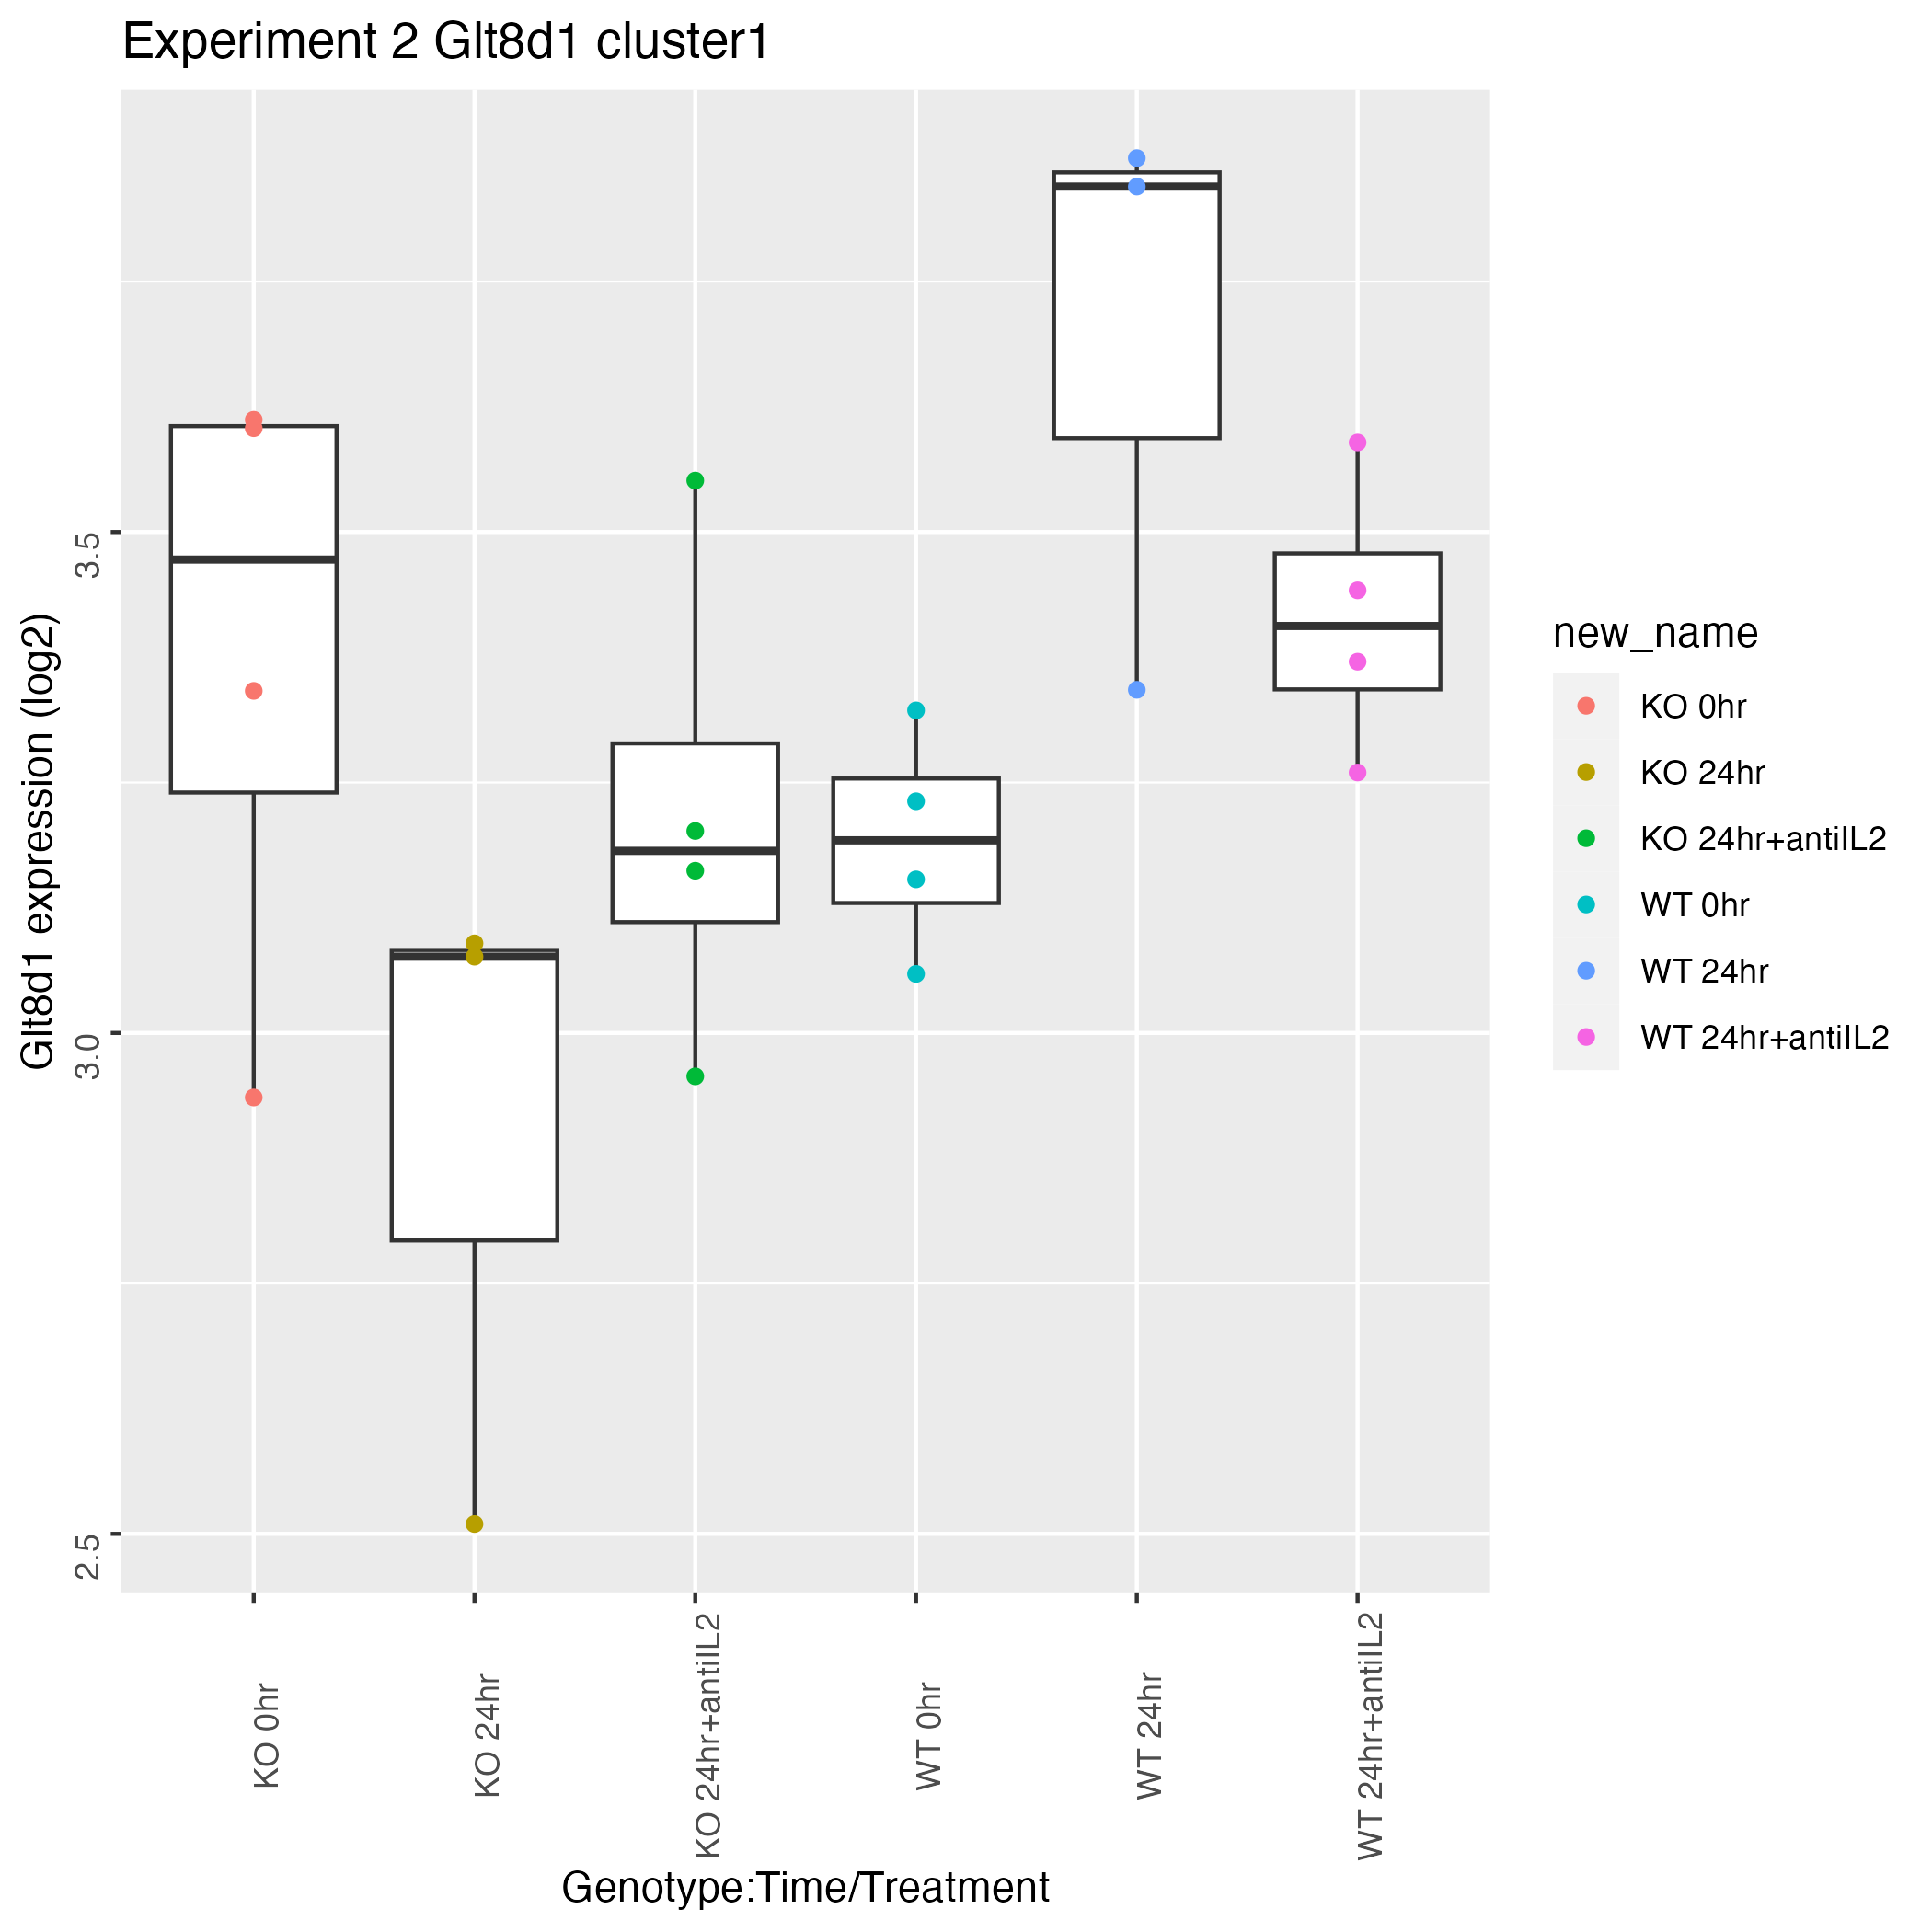 Experiment 2 Glt8d1 cluster1
Glt8d1 expression (log2)
3.5
3.0
2.5
KO 0hr
KO 24hr
KO 24hr+antiIL2
WT 0hr
WT 24hr
WT 24hr+antiIL2
Genotype:Time/Treatment
new_name
KO 0hr
KO 24hr
KO 24hr+antiIL2
WT 0hr
WT 24hr
WT 24hr+antiIL2